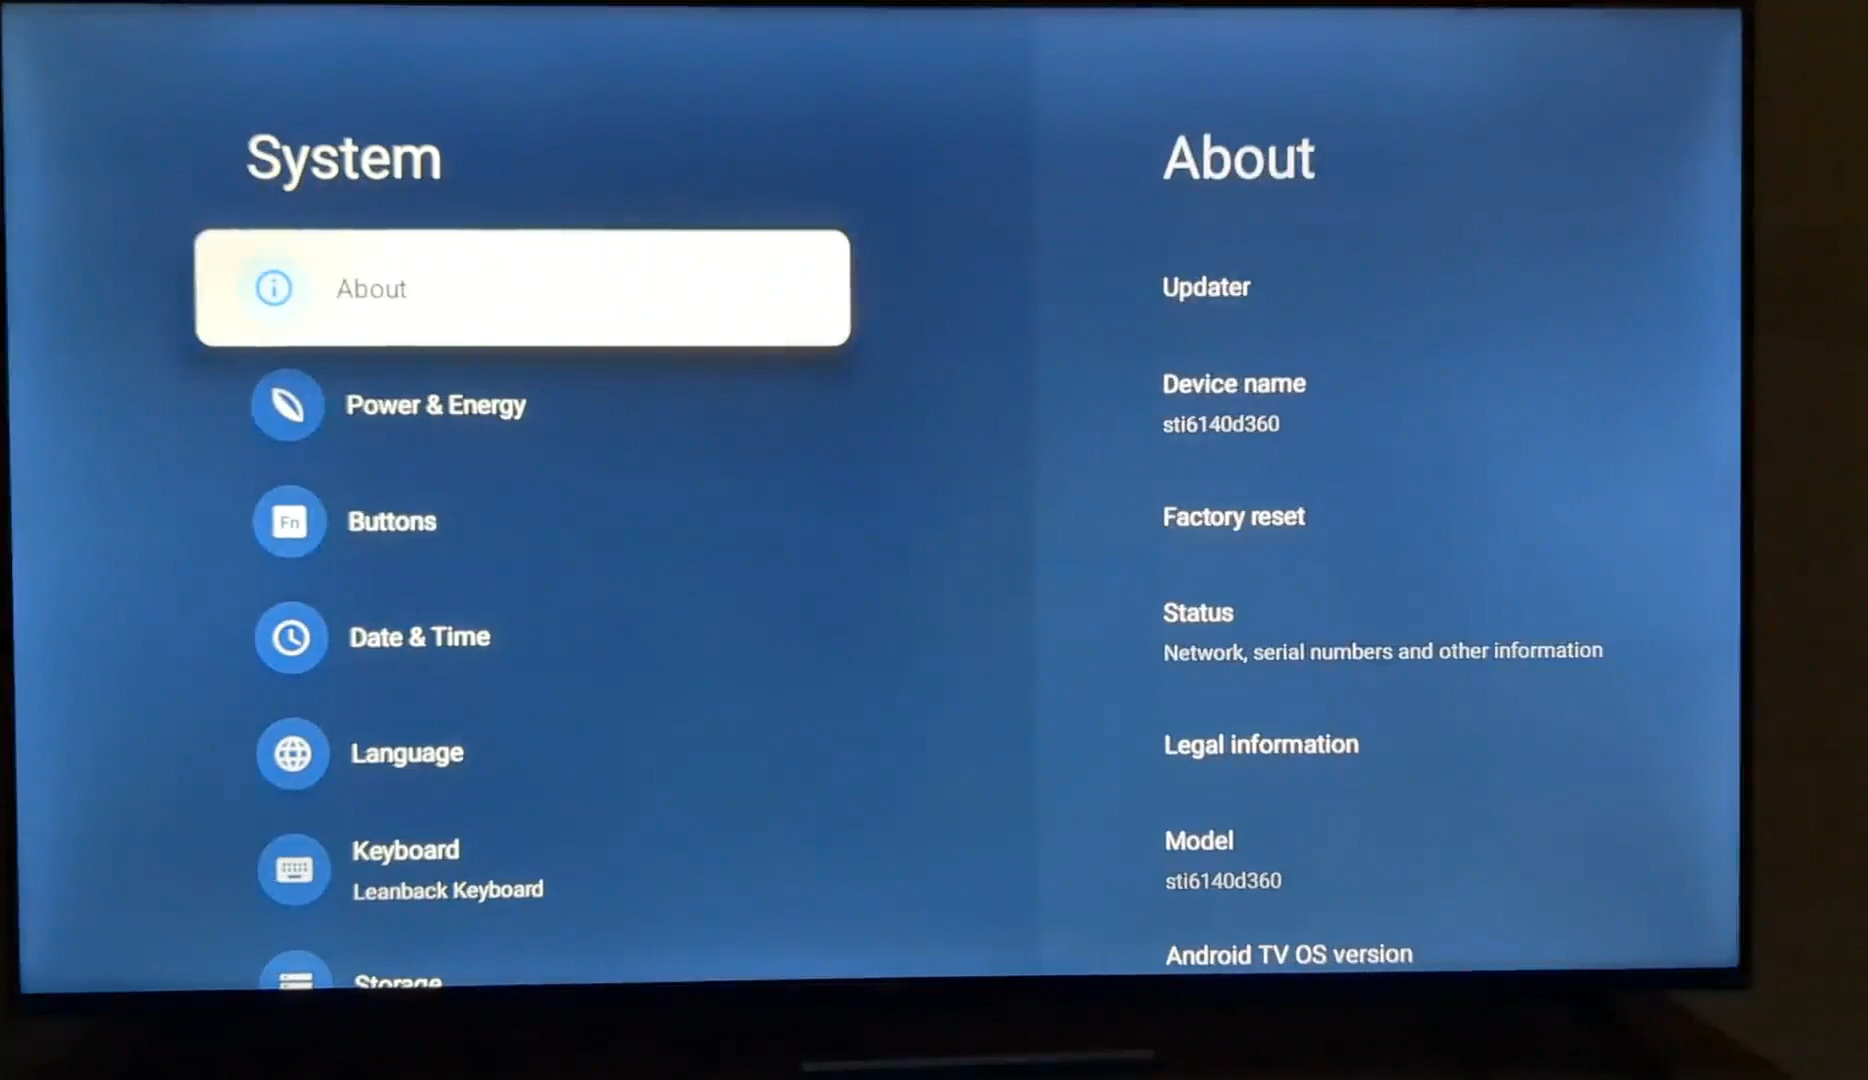 System
About
Power & Energy
Fn
Buttons
Date & Time
Language
Keyboard
Leanback Keyboard
Storage
About
Updater
Device name
sti6140d360
Factory reset
Status
Network, serial numbers and other information
Legal information
Model
sti6140d360
Android TV OS version